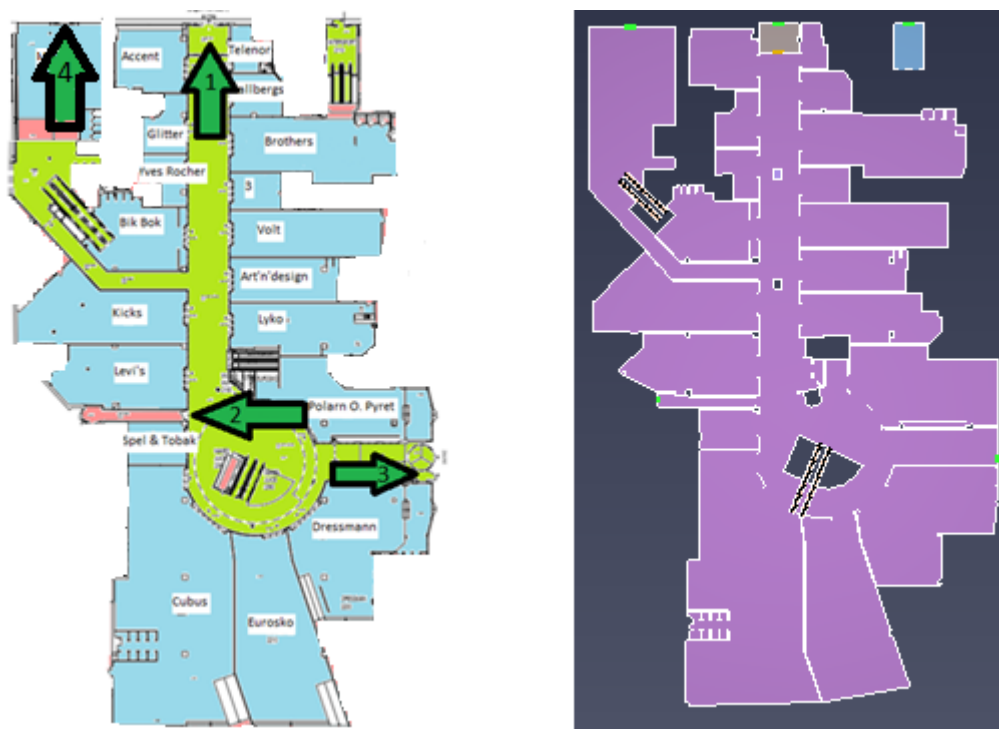 4
Accent
1
Telenor
Glitter
Brothers
Yves Rocher
3
Bik Bok
Volt
Art'n'design
Kicks
Lyko
Levi's
2
Polarn O. Pyret
Spel & Tobak
3
Dressmann
Cubus
Eurosko